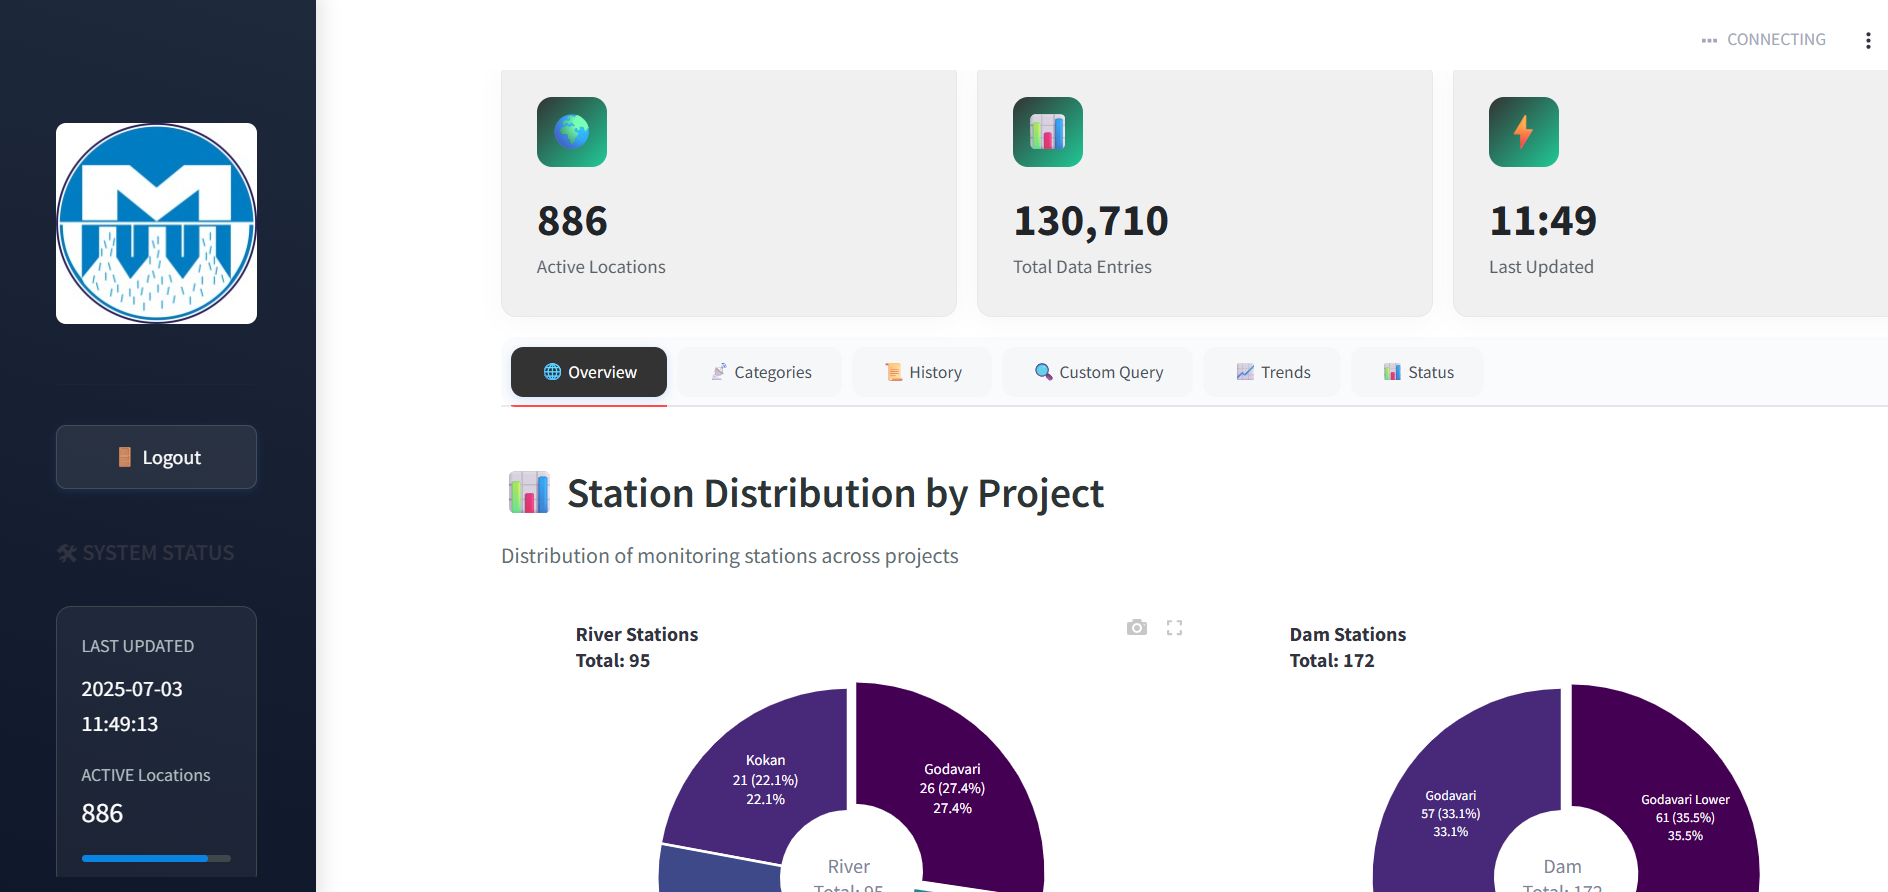 CONNECTING
886
Active Locations
130,710
Total Data Entries
11:49
Last Updated
Overview
Categories
History
Custom Query
Trends
Status
Logout
SYSTEM STATUS
LAST UPDATED
2025-07-03
11:49:13
ACTIVE Locations
886
Station Distribution by Project
Distribution of monitoring stations across projects
River Stations
Total: 95
Kokan
21 (22.1%)
22.1%
Godavari
26 (27.4%)
27.4%
River
Total: 95
Dam Stations
Total: 172
Godavari
57 (33.1%)
33.1%
Godavari Lower
61 (35.5%)
35.5%
Dam
Total: 172